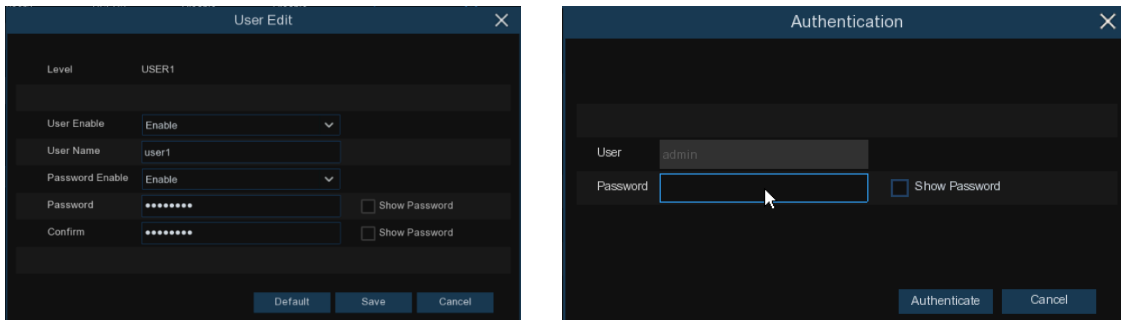 User Edit
Level USER1
User Enable Enable
User Name user1
Password Enable Enable
Password •••••••• Show Password
Confirm •••••••• Show Password
Default Save Cancel
Authentication
User admin
Password Show Password
Authenticate Cancel